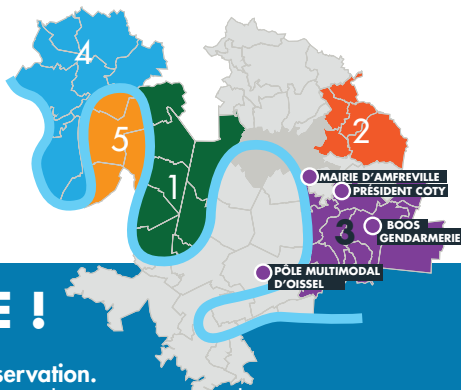 4
5
1
2
3
MAIRIE D'AMFREVILLE
PRÉSIDENT COTY
BOOS
GENDARMERIE
PÔLE MULTIMODAL
D'OISSEL
E !
servation.